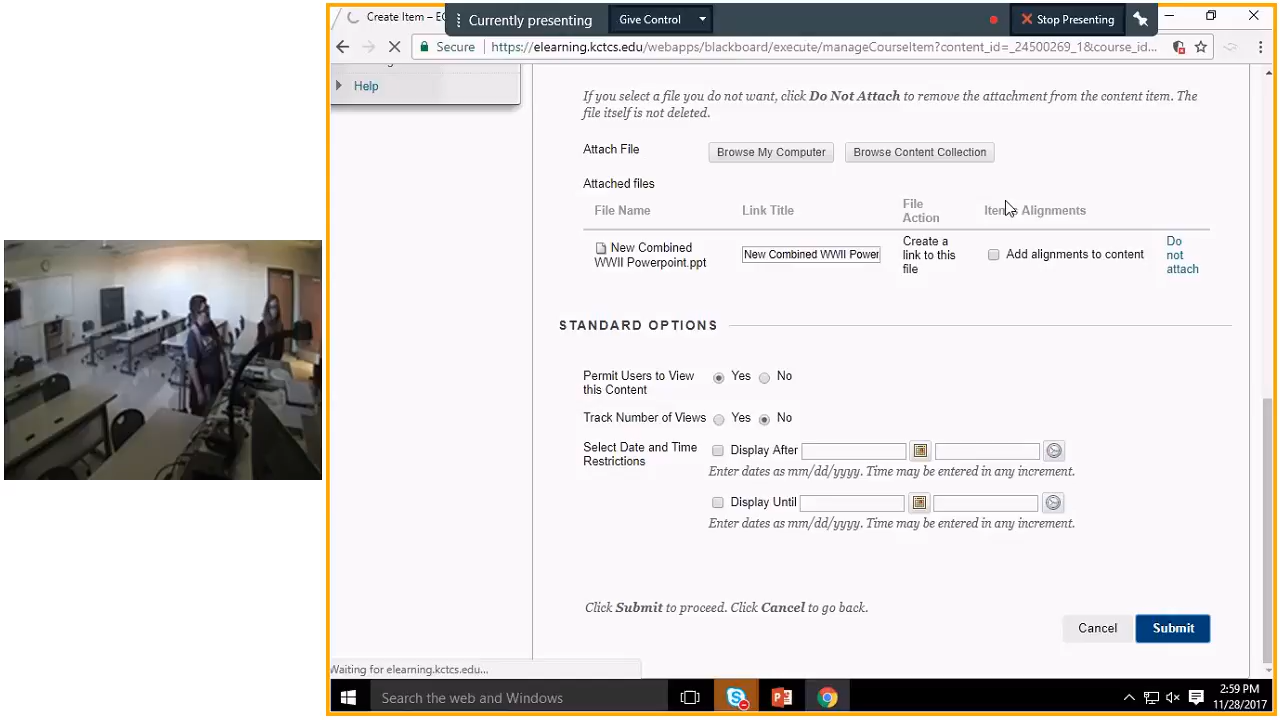 Create Item – EC
Currently presenting
Give Control
Stop Presenting
Secure
https://elearning.kctcs.edu/webapps/blackboard/execute/manageCourseItem?content_id=_24500269_1&course_id...
Help
If you select a file you do not want, click Do Not Attach to remove the attachment from the content item. The
file itself is not deleted.
Attach File
Browse My Computer
Browse Content Collection
Attached files
File Name
Link Title
File
Action
Alignments
New Combined
WWII Powerpoint.ppt
New Combined WWII Power
Create a
link to this
file
Add alignments to content
Do
not
attach
STANDARD OPTIONS
Permit Users to View
this Content
Yes
No
Track Number of Views
Yes
No
Select Date and Time
Restrictions
Display After
Enter dates as mm/dd/yyyy. Time may be entered in any increment.
Display Until
Enter dates as mm/dd/yyyy. Time may be entered in any increment.
Click Submit to proceed. Click Cancel to go back.
Cancel
Submit
Waiting for elearning.kctcs.edu...
Search the web and Windows
2:59 PM
11/28/2017